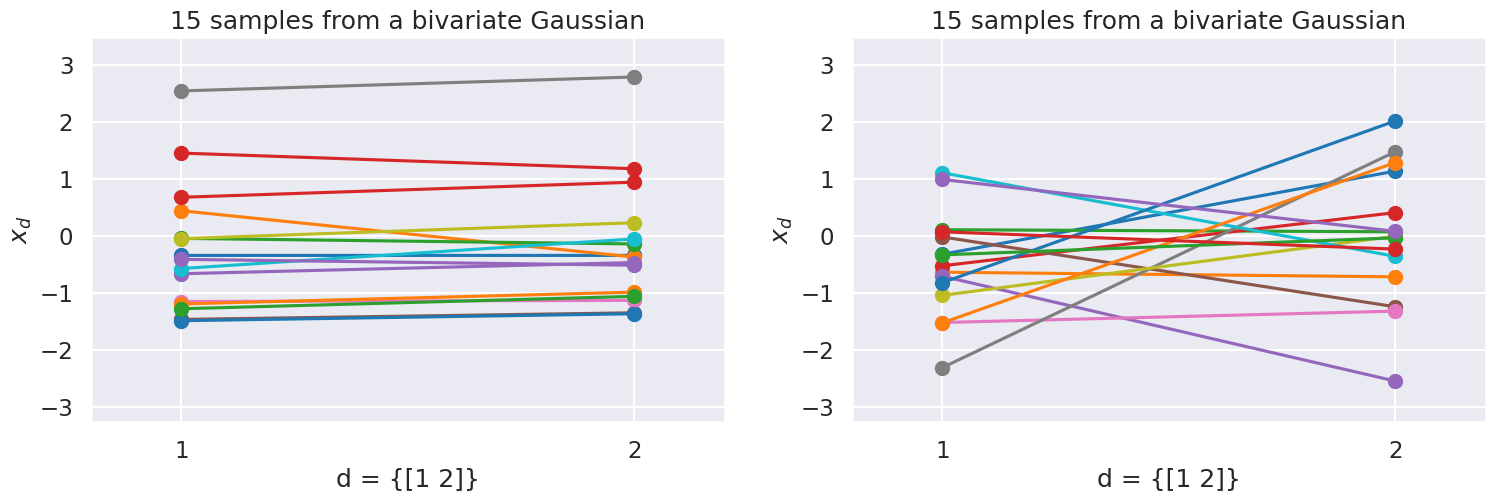 15 samples from a bivariate Gaussian
3
2
1
0
−1
−2
−3
x_d
1 2
d = {[1 2]}
15 samples from a bivariate Gaussian
3
2
1
0
−1
−2
−3
x_d
1 2
d = {[1 2]}